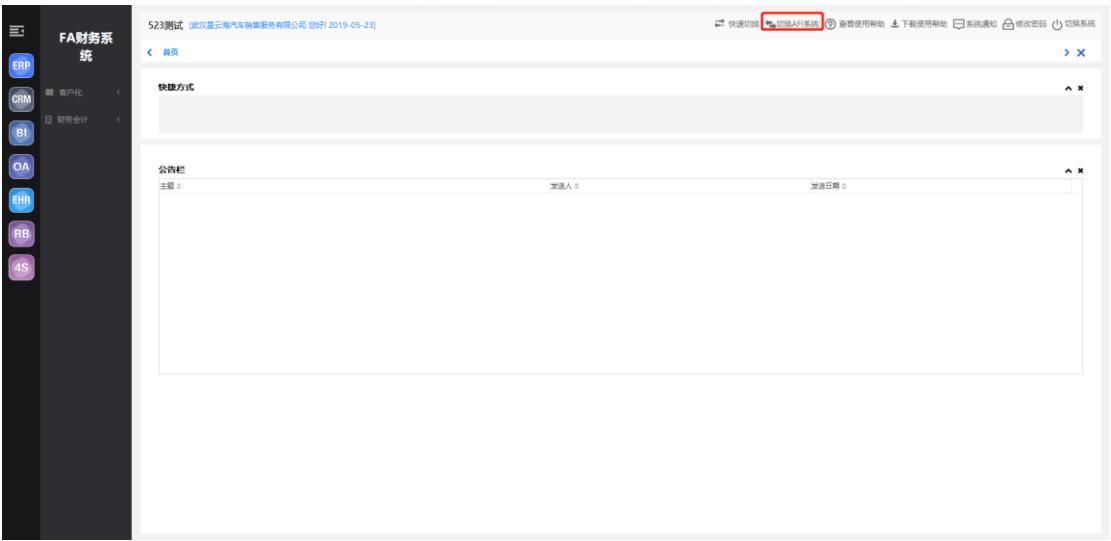 FA财务系
统
ERP
CRM
BI
OA
EHR
RB
4S
客户化
财务会计
523测试 [武汉星云海汽车销售服务有限公司 您好! 2019-05-23]
快速切换 切换AFI系统 查看使用帮助 下载使用帮助 系统通知 修改密码 切换系统
首页
快捷方式
公告栏
主题 发送人 发送日期